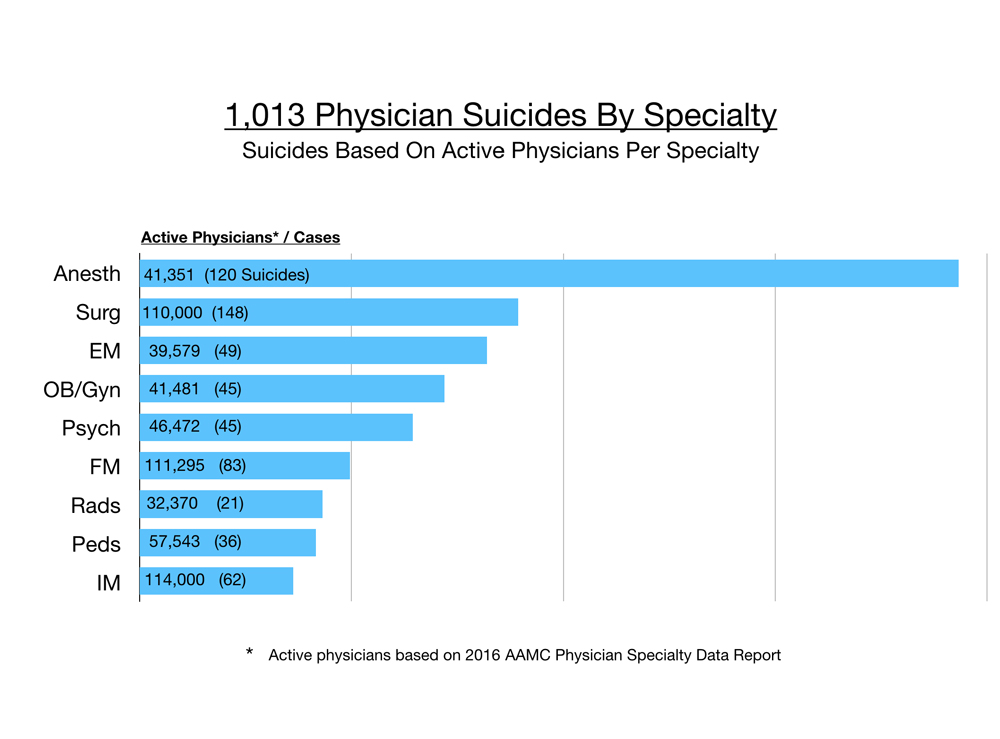 1,013 Physician Suicides By Specialty
Suicides Based On Active Physicians Per Specialty
Active Physicians* / Cases
Anesth 41,351 (120 Suicides)
Surg 110,000 (148)
EM 39,579 (49)
OB/Gyn 41,481 (45)
Psych 46,472 (45)
FM 111,295 (83)
Rads 32,370 (21)
Peds 57,543 (36)
IM 114,000 (62)
* Active physicians based on 2016 AAMC Physician Specialty Data Report